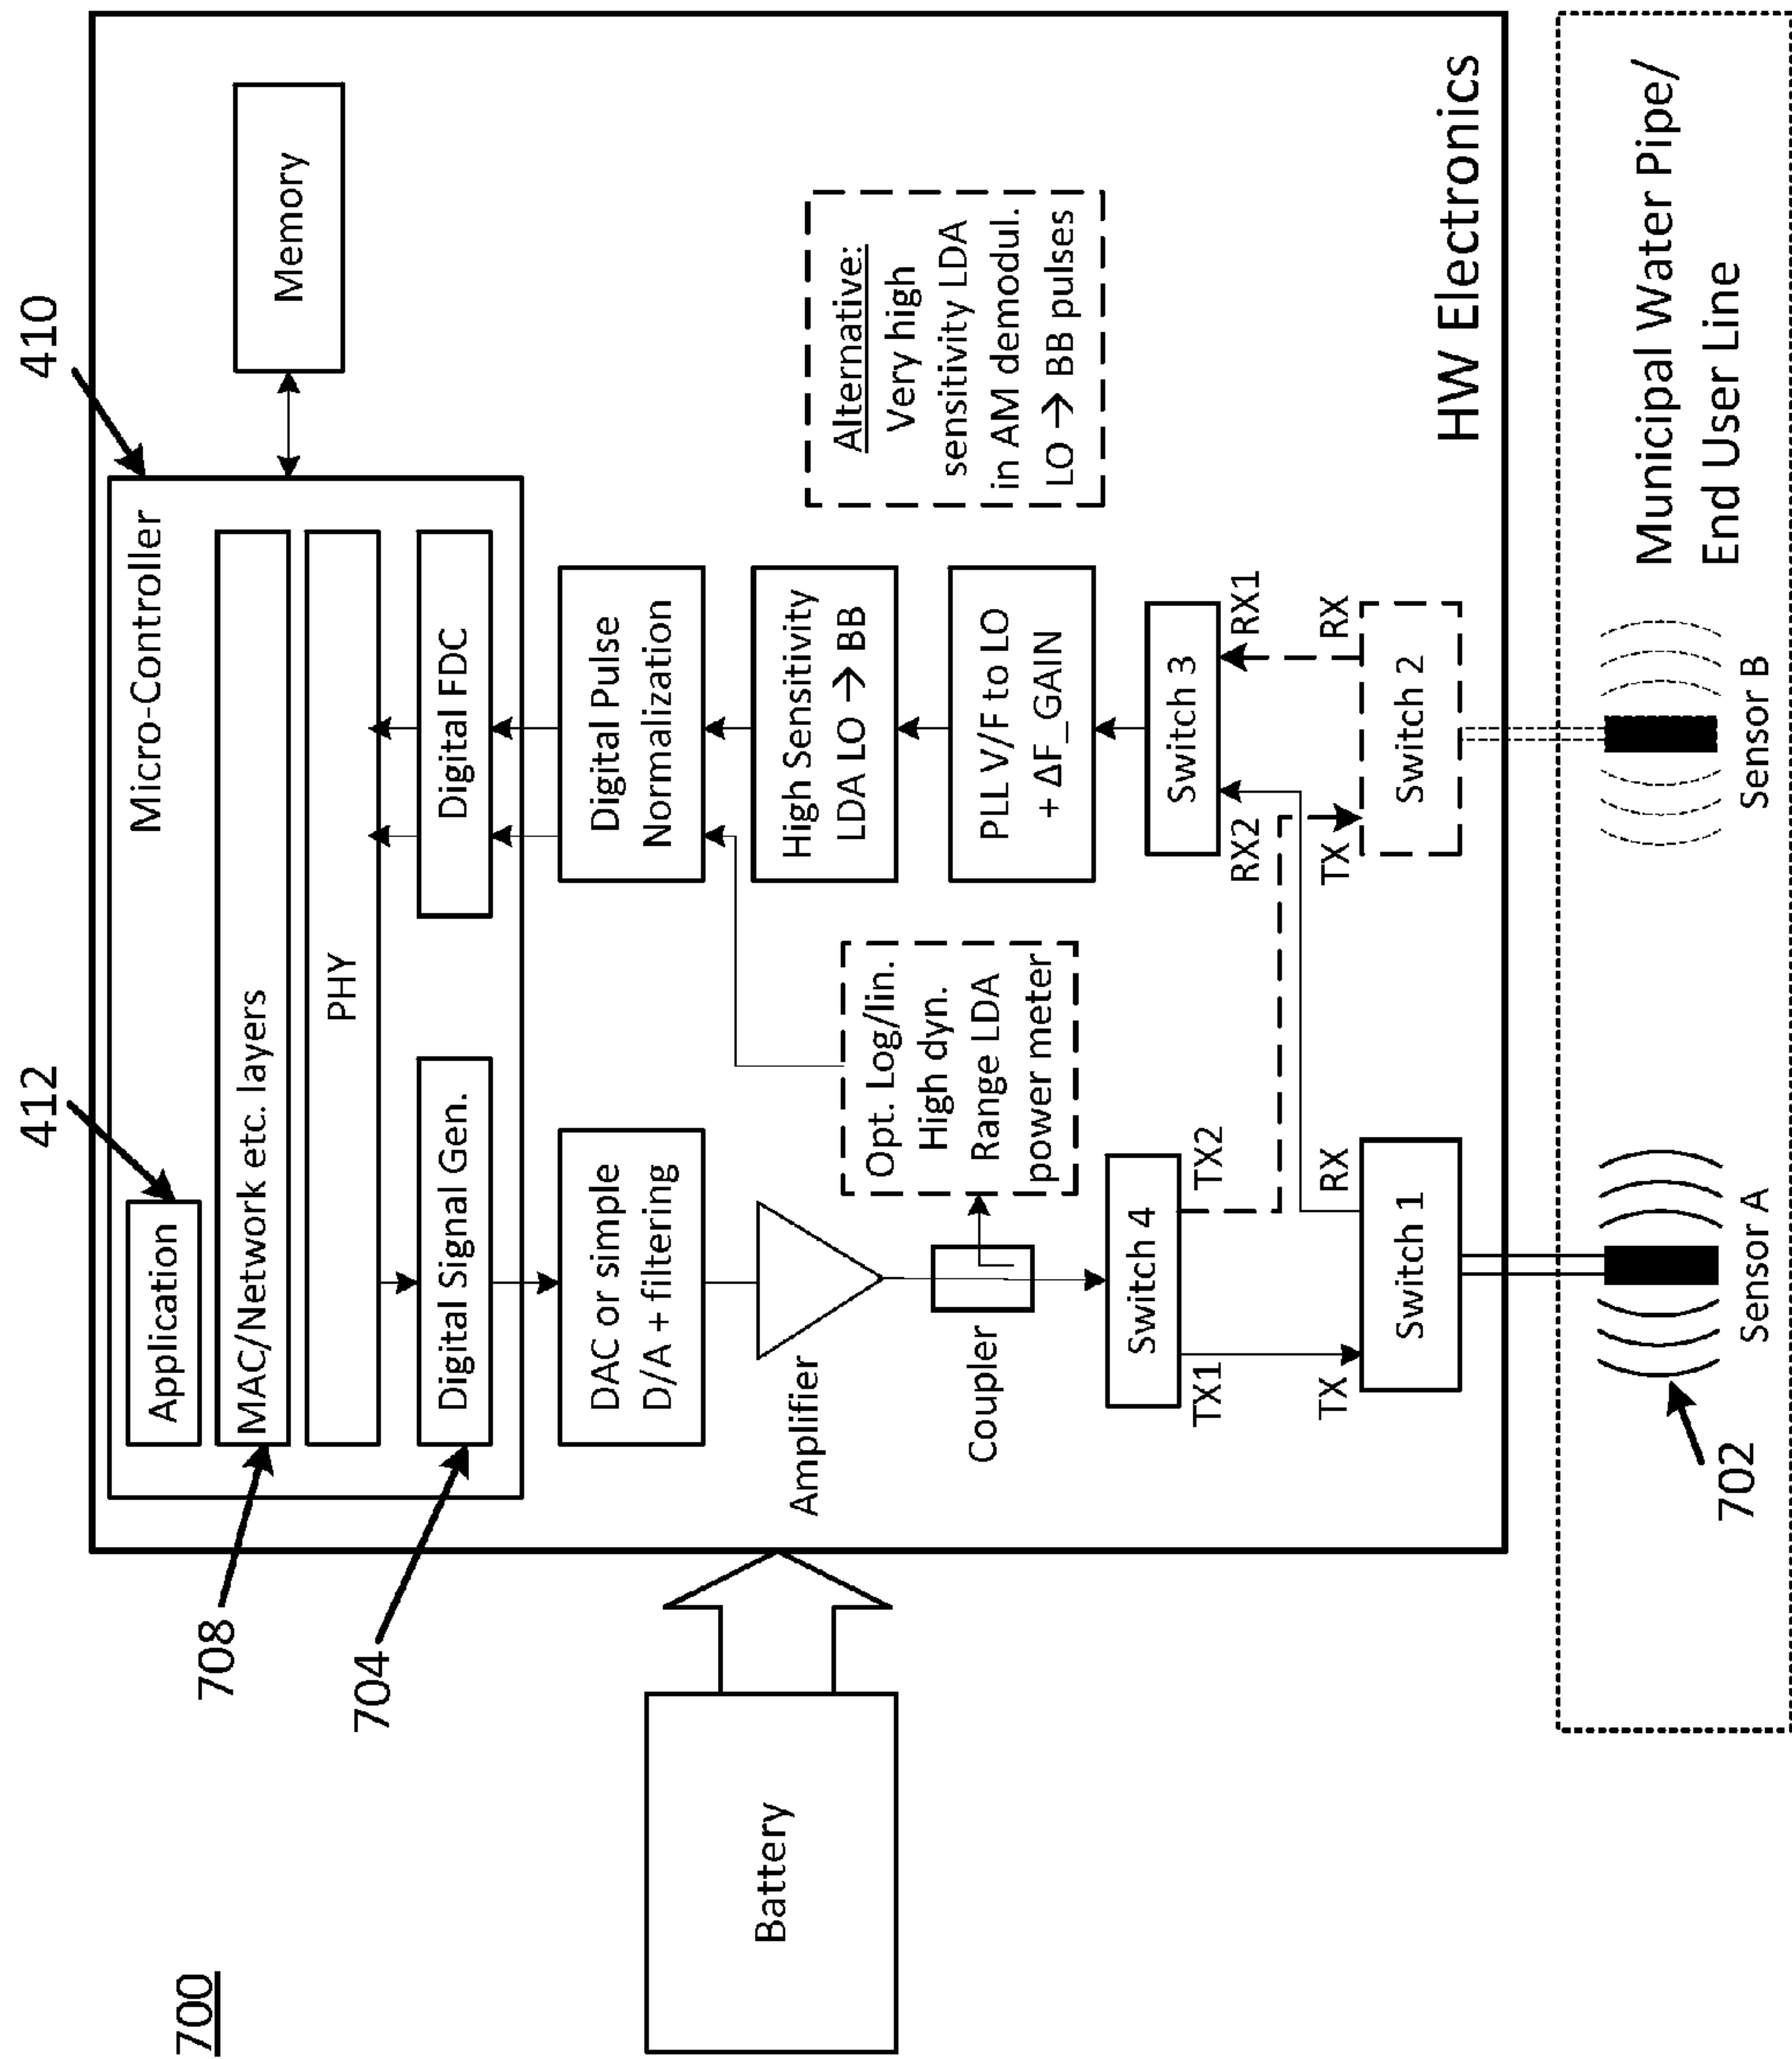 700
410
412
708
704
Micro-Controller
Application
MAC/Network etc. layers
PHY
Digital Signal Gen.
Digital FDC
Memory
DAC or simple
D/A + filtering
Digital Pulse
Normalization
Amplifier
High Sensitivity
LDA LO → BB
Opt. Log/lin.
High dyn.
Range LDA
power meter
Alternative:
Very high
sensitivity LDA
in AM demodul.
LO → BB pulses
Coupler
PLL V/F to LO
+ ΔF_GAIN
Switch 4
Switch 3
TX1
TX2
RX2
RX1
TX
RX
TX
RX
Switch 1
Switch 2
HW Electronics
Battery
Municipal Water Pipe/
End User Line
702
Sensor A
Sensor B